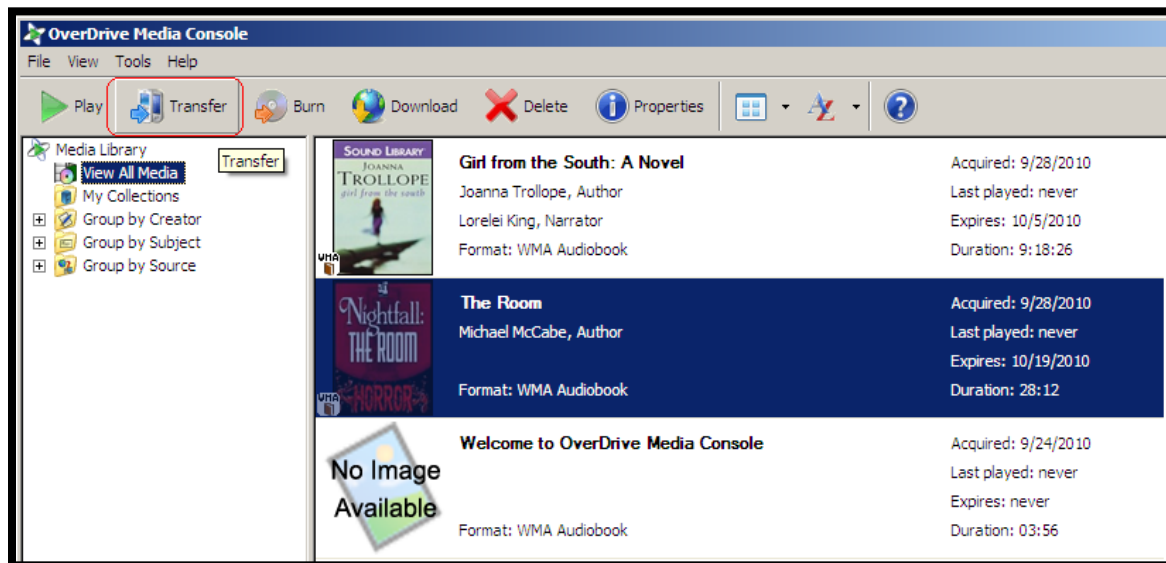 OverDrive Media Console
File View Tools Help
Play Transfer Burn Download Delete Properties
Media Library
View All Media
Transfer
My Collections
Group by Creator
Group by Subject
Group by Source
SOUND LIBRARY
JOANNA
TROLLOPE
girl from the south
WMA
Girl from the South: A Novel
Joanna Trollope, Author
Lorelei King, Narrator
Format: WMA Audiobook
Acquired: 9/28/2010
Last played: never
Expires: 10/5/2010
Duration: 9:18:26
Nightfall:
THE ROOM
HORROR
WMA
The Room
Michael McCabe, Author
Format: WMA Audiobook
Acquired: 9/28/2010
Last played: never
Expires: 10/19/2010
Duration: 28:12
No Image
Available
Welcome to OverDrive Media Console
Format: WMA Audiobook
Acquired: 9/24/2010
Last played: never
Expires: never
Duration: 03:56